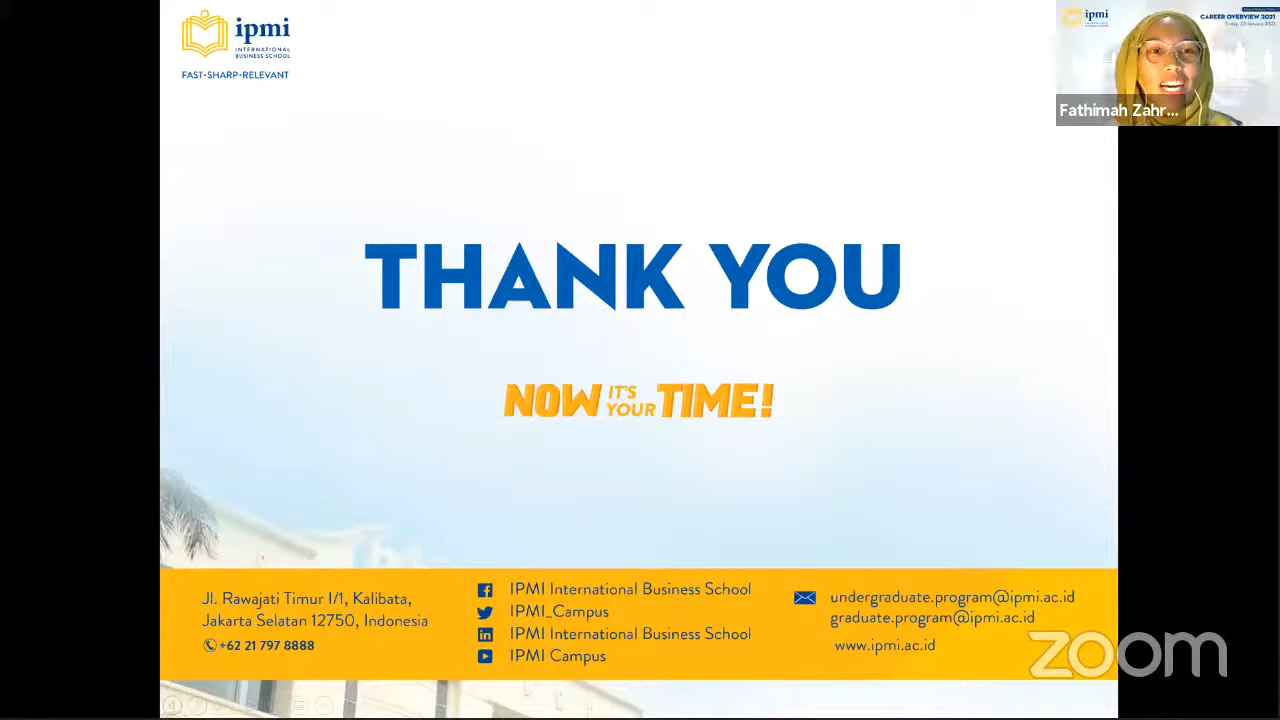 ipmi
INTERNATIONAL
BUSINESS SCHOOL
FAST•SHARP•RELEVANT
ipmi
CAREER OVERVIEW 2021
Fathimah Zahr...
THANK YOU
NOW IT'S YOUR TIME!
Jl. Rawajati Timur I/1, Kalibata,
Jakarta Selatan 12750, Indonesia
+62 21 797 8888
IPMI International Business School
IPMI_Campus
IPMI International Business School
IPMI Campus
undergraduate.program@ipmi.ac.id
graduate.program@ipmi.ac.id
www.ipmi.ac.id
zoom